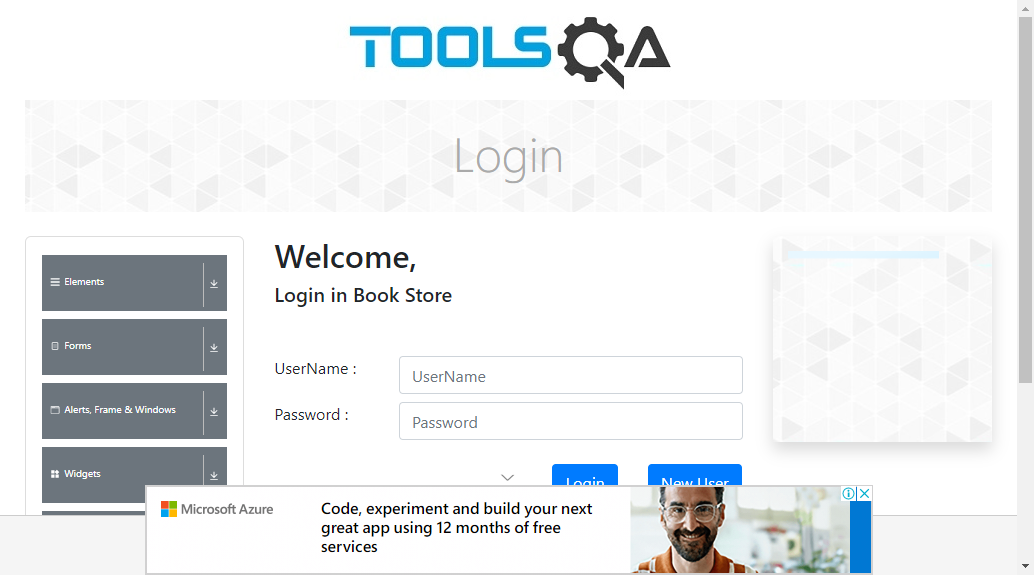 TOOLSQA
Login
Elements
Forms
Alerts, Frame & Windows
Widgets
Welcome,
Login in Book Store
UserName :
UserName
Password :
Password
Login
New User
Microsoft Azure
Code, experiment and build your next
great app using 12 months of free
services